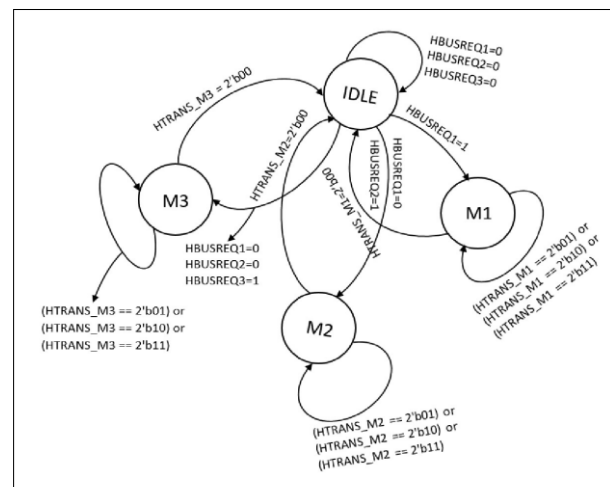 HBUSREQ1=0
HBUSREQ2=0
HBUSREQ3=0
IDLE
HTRANS_M3 = 2'b00
HTRANS_M2=2'b00
HBUSREQ1=1
HBUSREQ1=0
HBUSREQ2=1
HTRANS_M1=2'b00
M3
M1
HBUSREQ1=0
HBUSREQ2=0
HBUSREQ3=1
(HTRANS_M1 == 2'b01) or
(HTRANS_M1 == 2'b10) or
(HTRANS_M1 == 2'b11)
(HTRANS_M3 == 2'b01) or
(HTRANS_M3 == 2'b10) or
(HTRANS_M3 == 2'b11)
M2
(HTRANS_M2 == 2'b01) or
(HTRANS_M2 == 2'b10) or
(HTRANS_M2 == 2'b11)